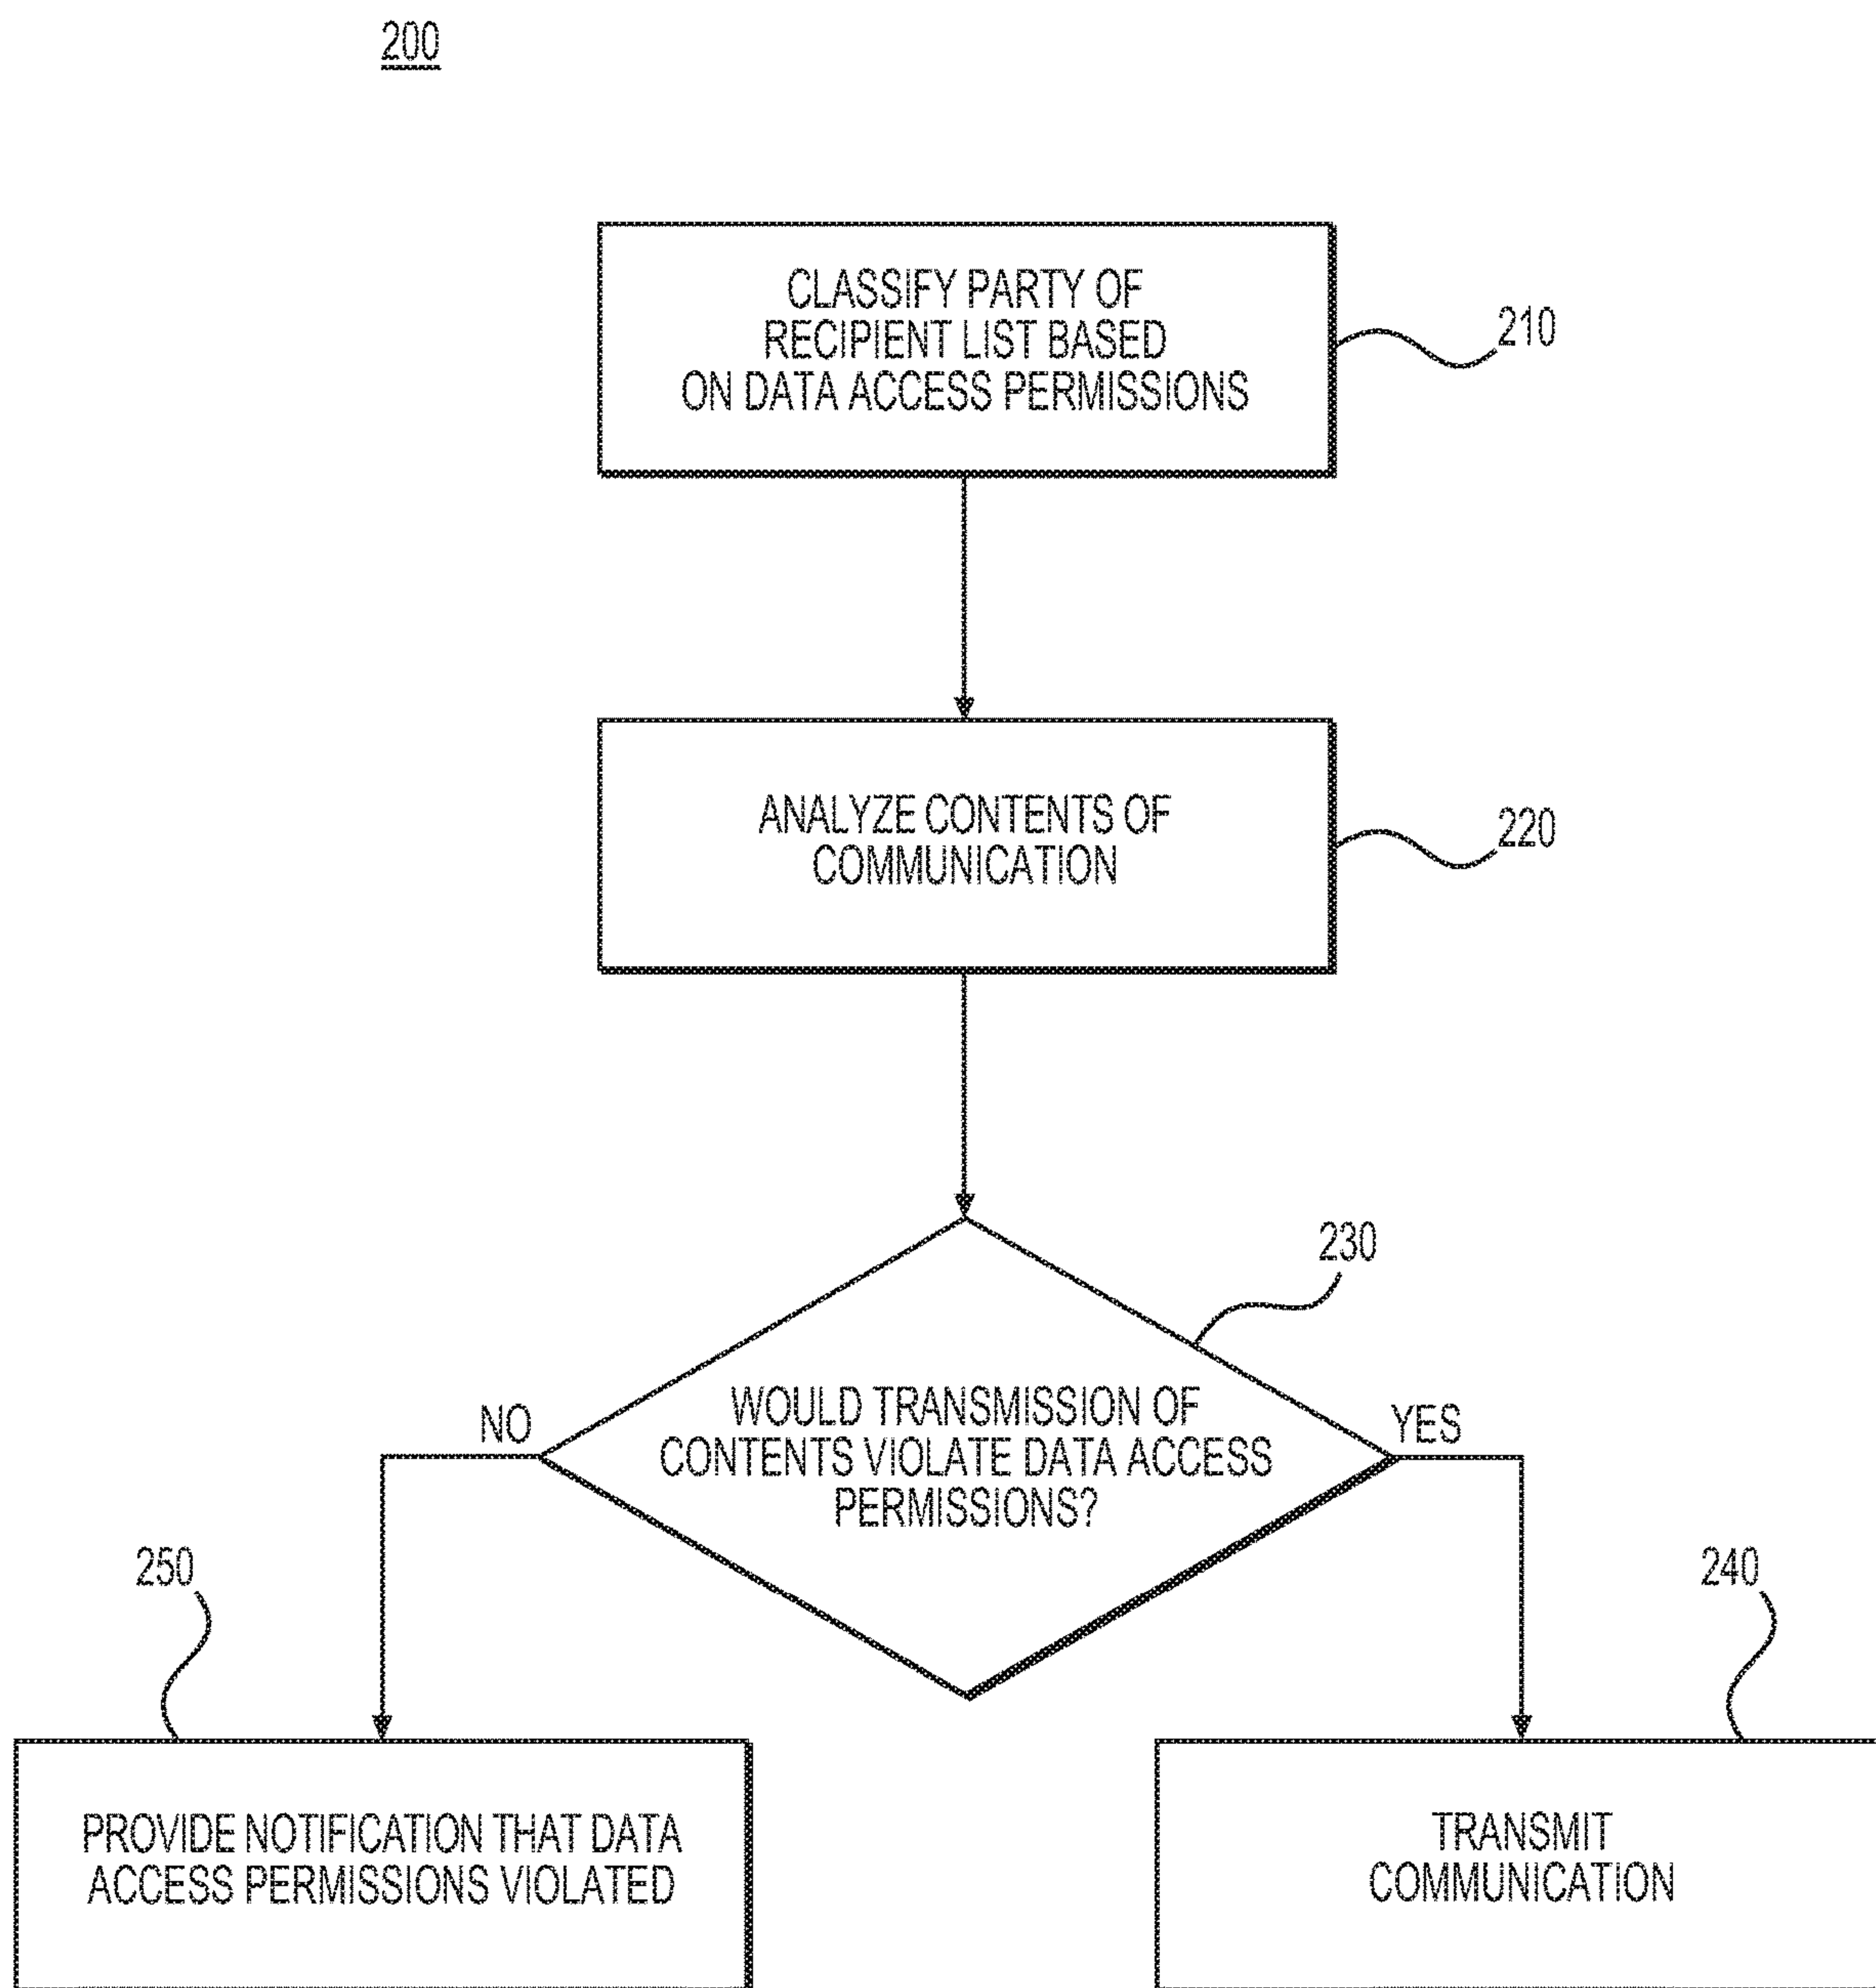 200
CLASSIFY PARTY OF
RECIPIENT LIST BASED
ON DATA ACCESS PERMISSIONS
210
ANALYZE CONTENTS OF
COMMUNICATION
220
230
WOULD TRANSMISSION OF
CONTENTS VIOLATE DATA ACCESS
PERMISSIONS?
NO
YES
250
240
PROVIDE NOTIFICATION THAT DATA
ACCESS PERMISSIONS VIOLATED
TRANSMIT
COMMUNICATION